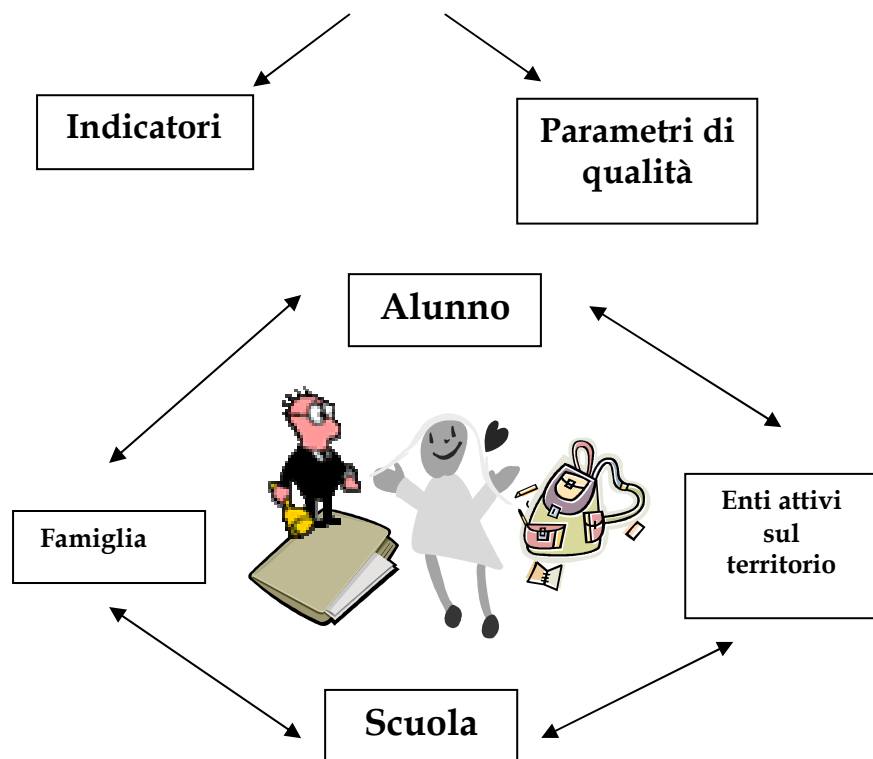 Indicatori
Parametri di
qualità
Alunno
Famiglia
Enti attivi
sul
territorio
Scuola